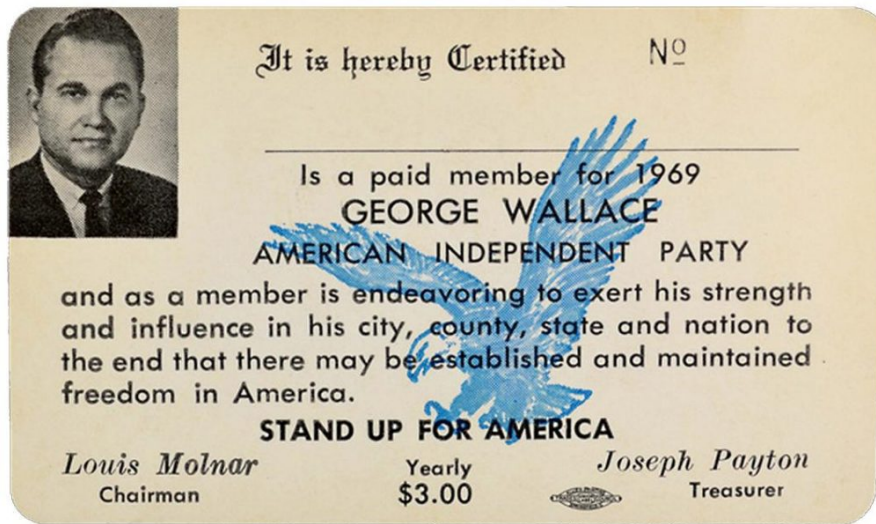 It is hereby Certified Nº
Is a paid member for 1969
GEORGE WALLACE
AMERICAN INDEPENDENT PARTY
and as a member is endeavoring to exert his strength
and influence in his city, county, state and nation to
the end that there may be established and maintained
freedom in America.
STAND UP FOR AMERICA
Louis Molnar Yearly Joseph Payton
Chairman $3.00 Treasurer